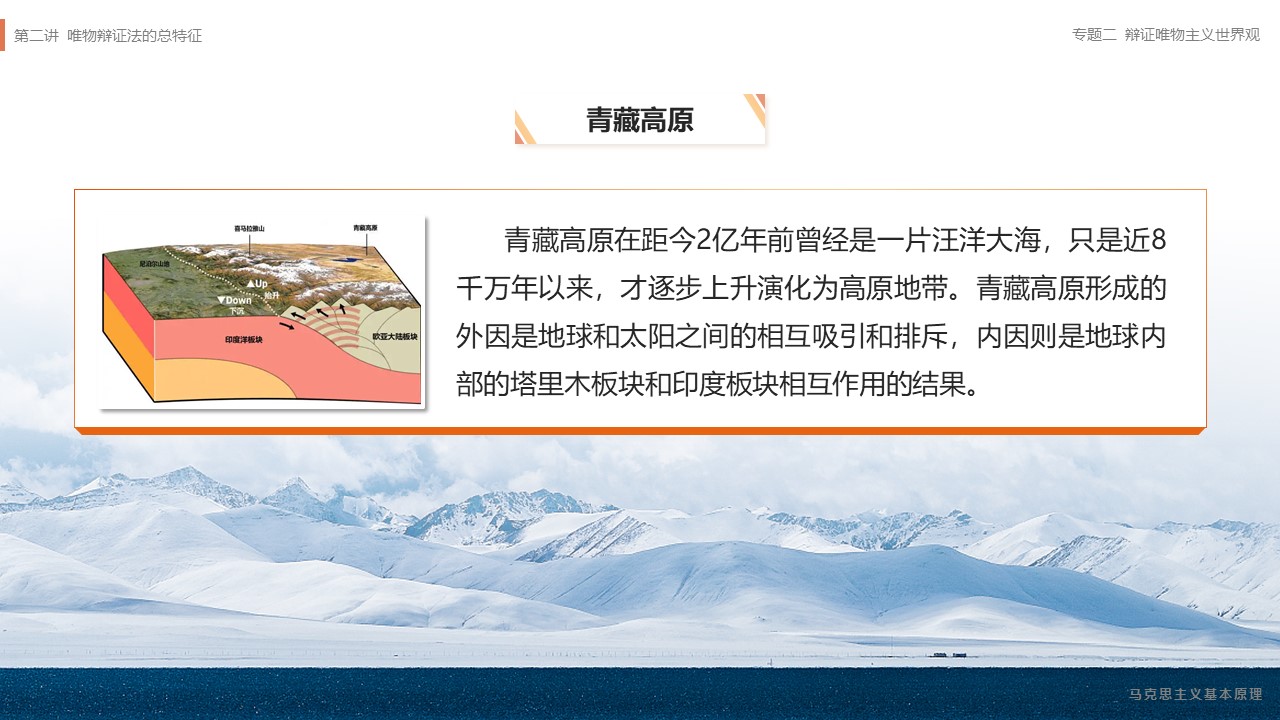 第二讲 唯物辩证法的总特征
专题二 辩证唯物主义世界观
青藏高原
喜马拉雅山
青藏高原
尼泊尔山地
▲Up
抬升
▼Down
下沉
印度洋板块
欧亚大陆板块
青藏高原在距今2亿年前曾经是一片汪洋大海，只是近8
千万年以来，才逐步上升演化为高原地带。青藏高原形成的
外因是地球和太阳之间的相互吸引和排斥，内因则是地球内
部的塔里木板块和印度板块相互作用的结果。
马克思主义基本原理